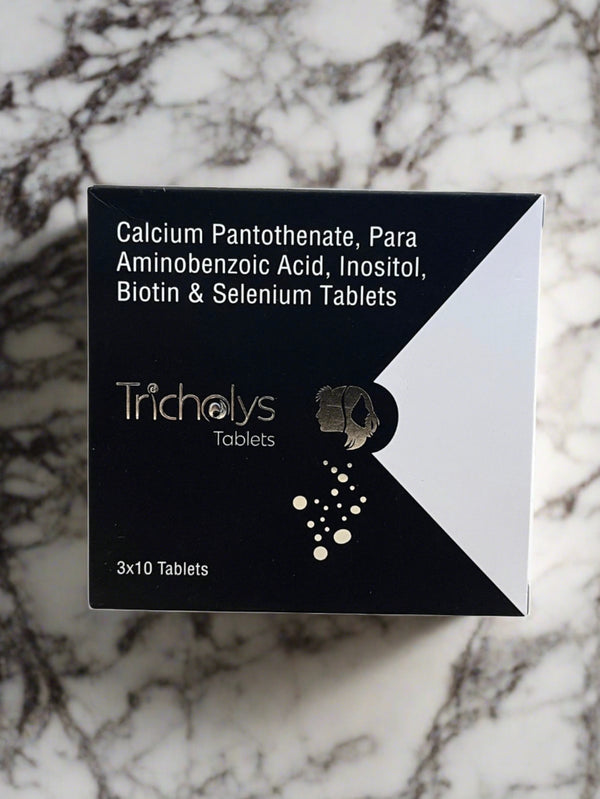 Calcium Pantothenate, Para
Aminobenzoic Acid, Inositol,
Biotin & Selenium Tablets
Tricholys
Tablets
3x10 Tablets